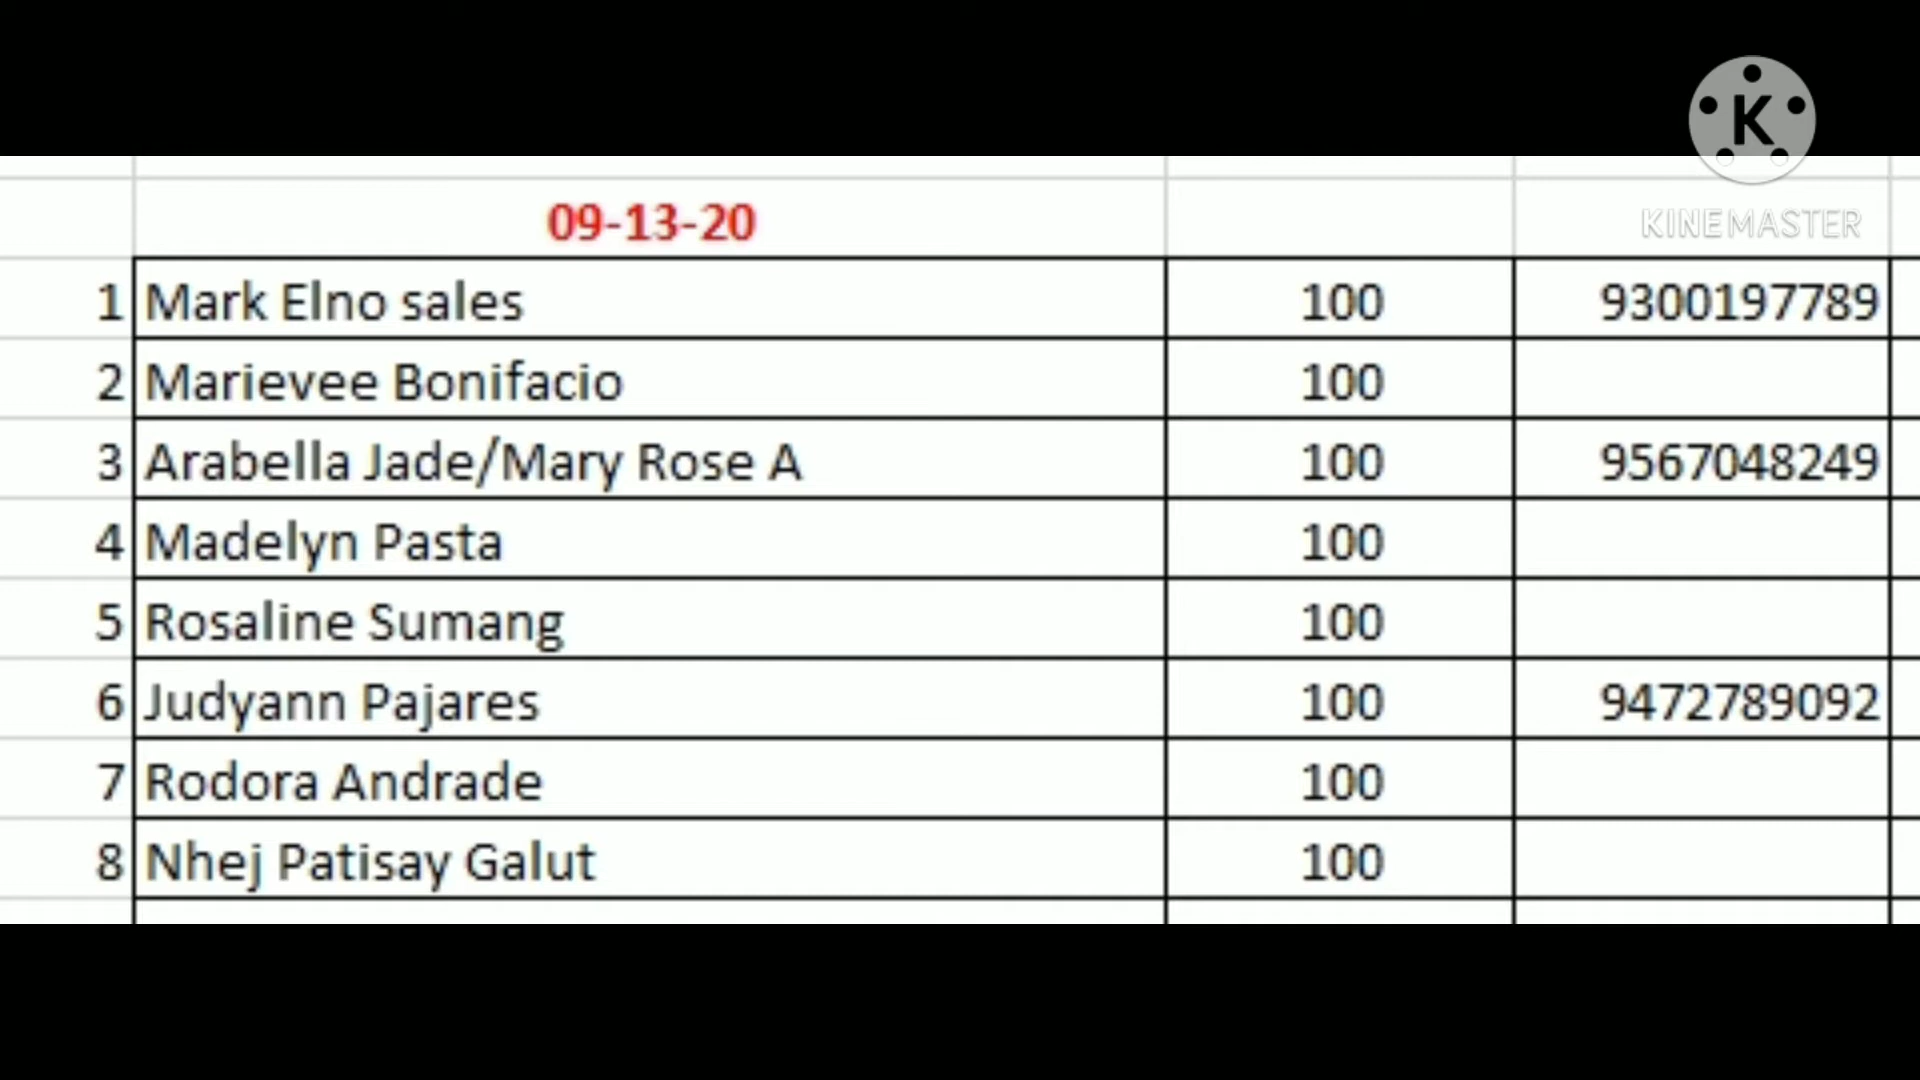 K
KINEMASTER
09-13-20
1 Mark Elno sales 100 9300197789
2 Marievee Bonifacio 100
3 Arabella Jade/Mary Rose A 100 9567048249
4 Madelyn Pasta 100
5 Rosaline Sumang 100
6 Judyann Pajares 100 9472789092
7 Rodora Andrade 100
8 Nhej Patisay Galut 100